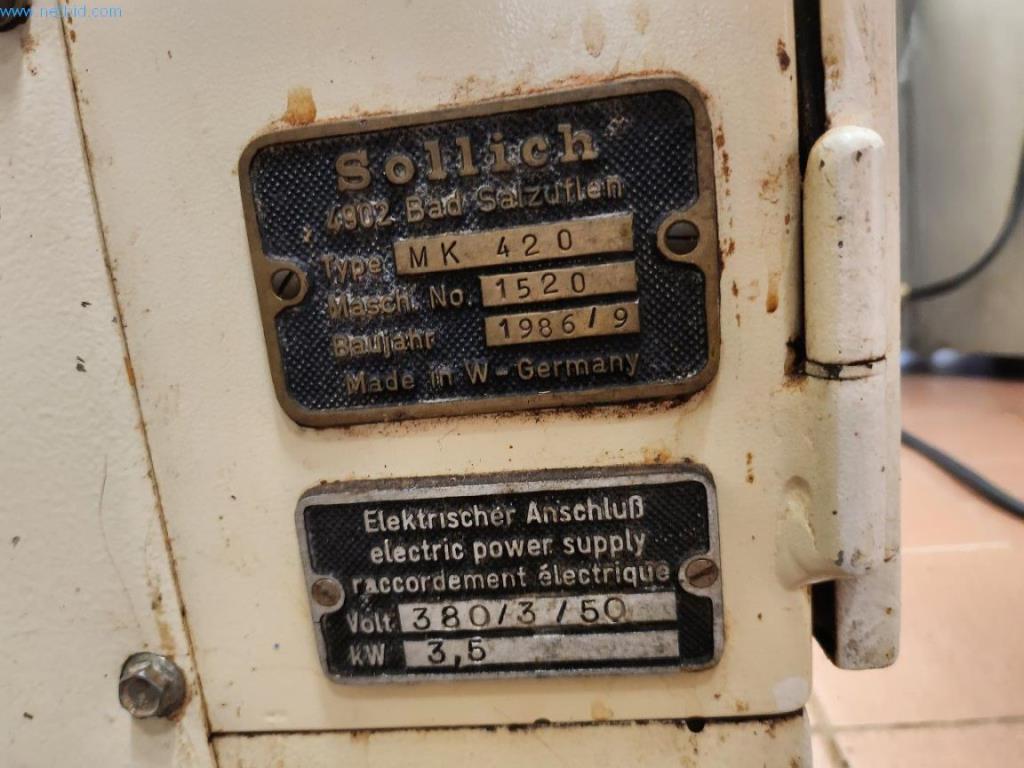 www.netbid.com
Sollich
4902 Bad Salzuflen
Type MK 420
Masch. No. 1520
Baujahr 1986/9
Made in W-Germany
Elektrischer Anschluß
electric power supply
raccordement électrique
Volt 380/3/50
kW 3,5